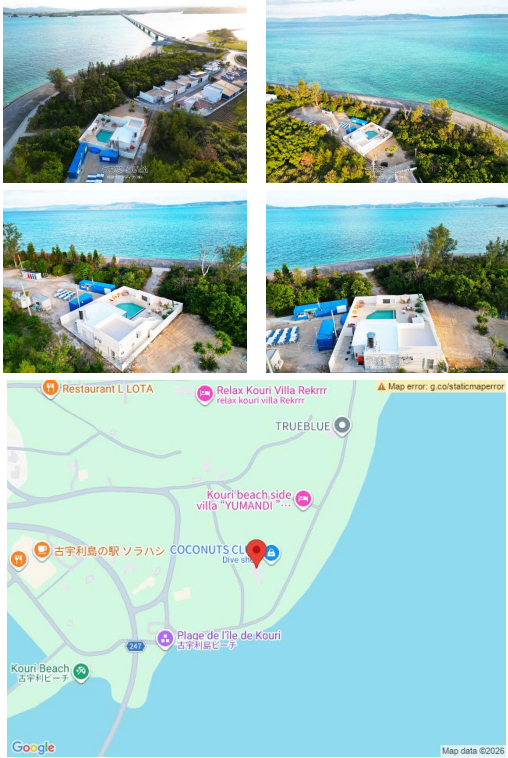 Restaurant L LOTA
Relax Kouri Villa Rekrrr
relax kouri villa Rekrrr
Map error: g.co/staticmaperror
TRUEBLUE
Kouri beach side
villa "YUMANDI "...
古宇利島の駅 ソラハシ
COCONUTS CL
Dive sh
247
Plage de l'île de Kouri
古宇利島ビーチ
Kouri Beach
古宇利ビーチ
Google
Map data ©2026